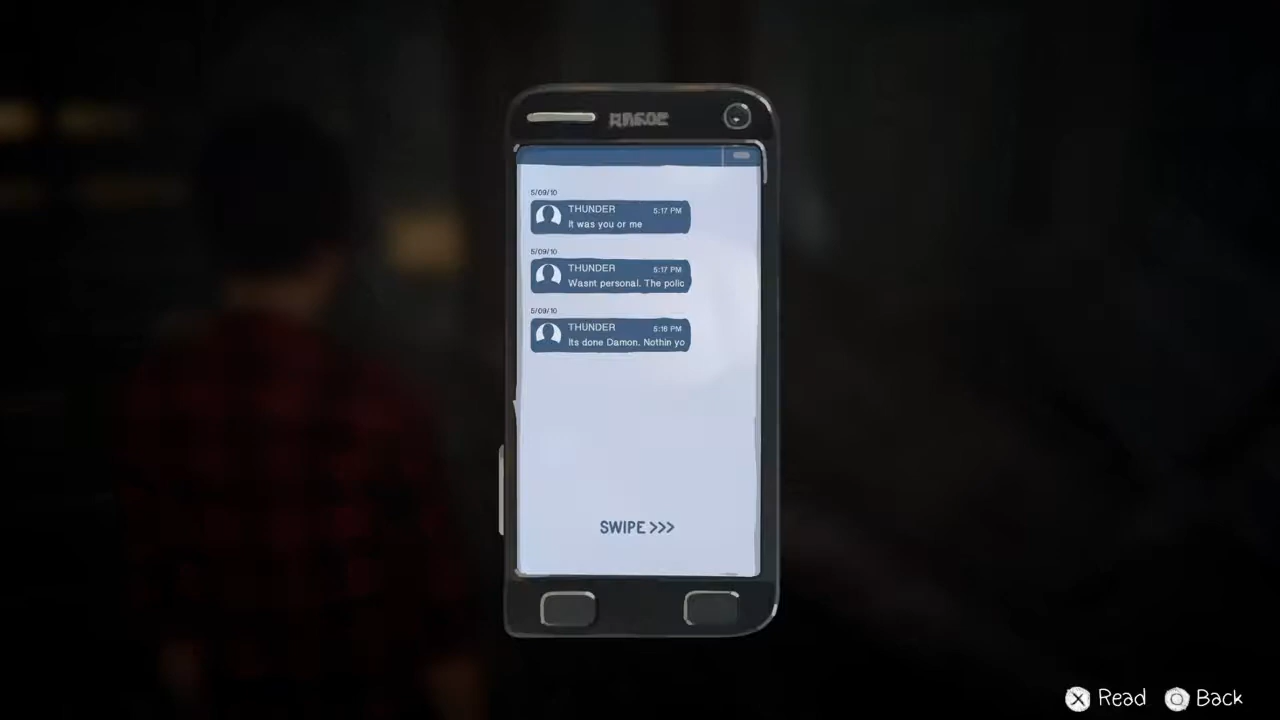 5/09/10
THUNDER 5:17 PM
It was you or me
5/09/10
THUNDER 5:17 PM
Wasnt personal. The polic
5/09/10
THUNDER 5:16 PM
Its done Damon. Nothin yo
SWIPE >>>
Read Back